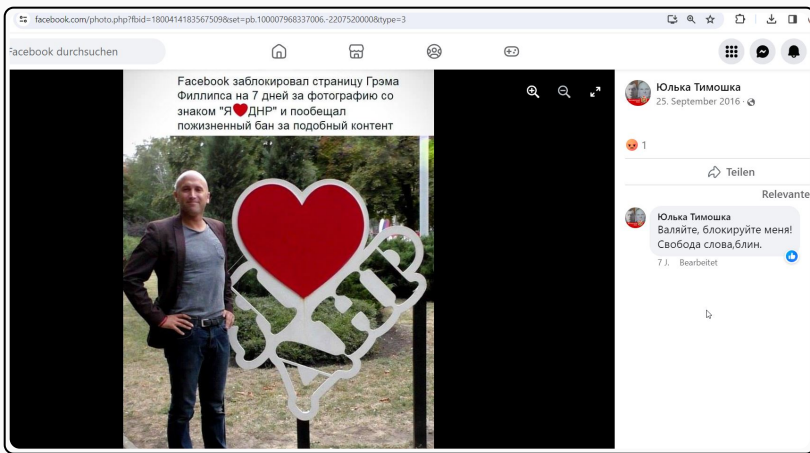 facebook.com/photo.php?fbid=1800414183567509&set=pb.100007968337006.-2207520000&type=3
Facebook durchsuchen
Facebook заблокировал страницу Грэма
Филлипса на 7 дней за фотографию со
знаком "Я❤ДНР" и пообещал
пожизненный бан за подобный контент
Юлька Тимошка
25. September 2016 ·
1
Teilen
Relevante
Юлька Тимошка
Валяйте, блокируйте меня!
Свобода слова,блин.
7 J. Bearbeitet